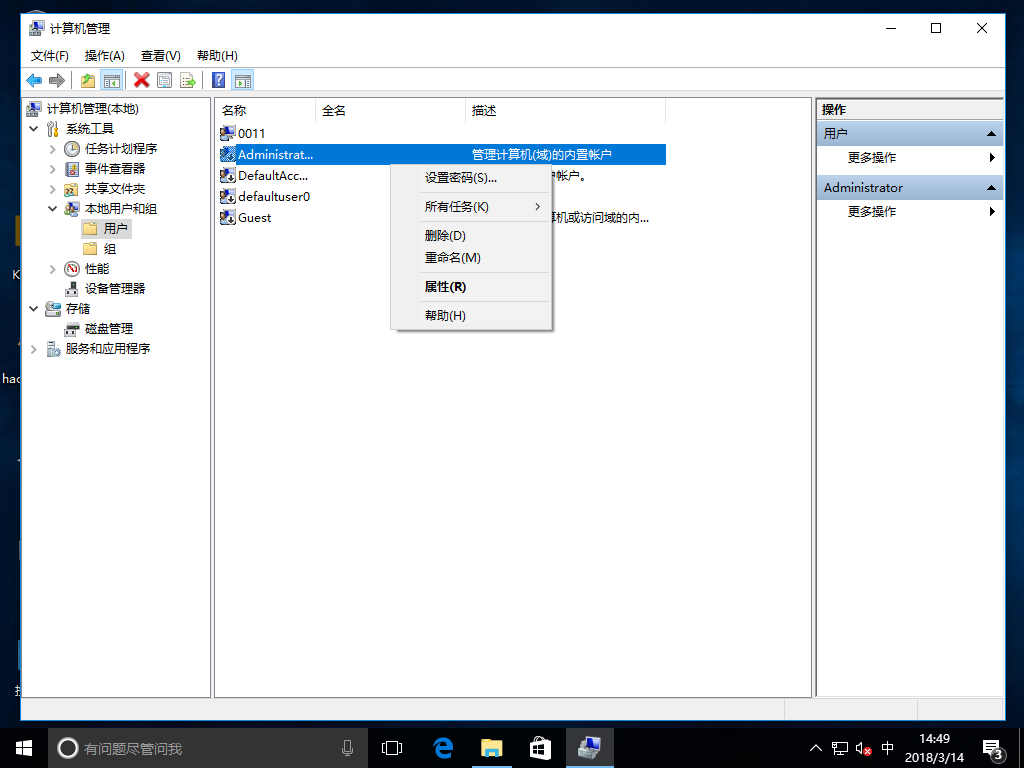 计算机管理
文件(F) 操作(A) 查看(V) 帮助(H)
计算机管理(本地)
系统工具
任务计划程序
事件查看器
共享文件夹
本地用户和组
用户
组
性能
设备管理器
存储
磁盘管理
服务和应用程序
名称 全名 描述
0011
Administrat... 管理计算机(域)的内置帐户
DefaultAcc... 帐户。
defaultuser0
Guest 机或访问域的内...
设置密码(S)...
所有任务(K)
删除(D)
重命名(M)
属性(R)
帮助(H)
操作
用户
更多操作
Administrator
更多操作
K
hao
有问题尽管问我
中
14:49
2018/3/14
3